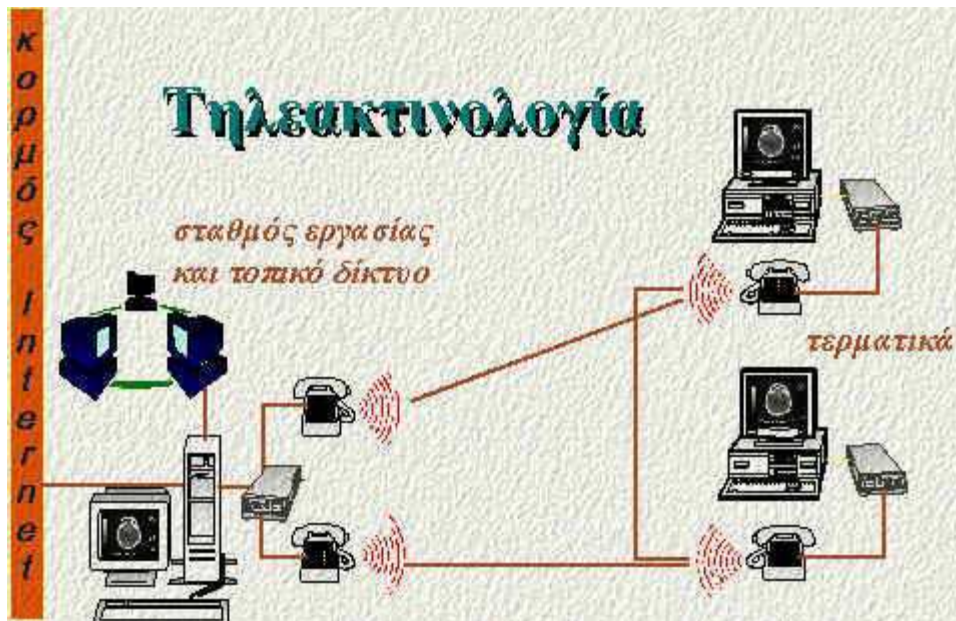 κορμός Internet
Τηλεακτινολογία
σταθμός εργασίας
και τοπικό δίκτυο
τερματικά